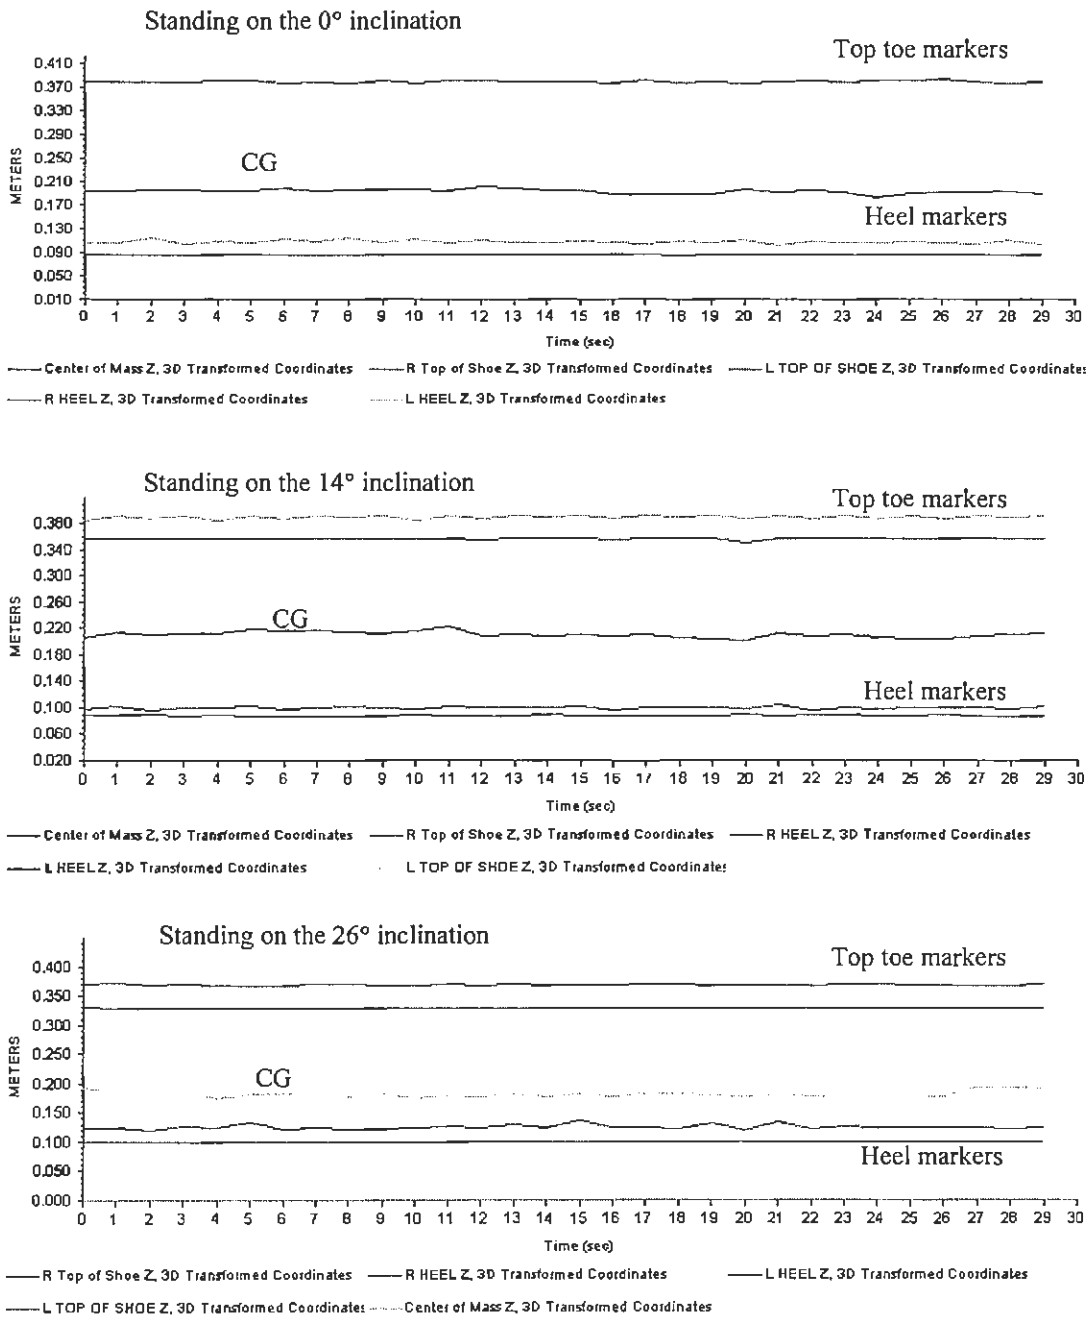 Standing on the 0° inclination
Top toe markers
0.410
0.370
0.330
0.290
0.250
0.210
0.170
0.130
0.090
0.050
0.010
METERS
CG
Heel markers
0 1 2 3 4 5 6 7 8 9 10 11 12 13 14 15 16 17 18 19 20 21 22 23 24 25 26 27 28 29 30
Time (sec)
Center of Mass Z, 3D Transformed Coordinates R Top of Shoe Z, 3D Transformed Coordinates L TOP OF SHOE Z, 3D Transformed Coordinates
R HEEL Z, 3D Transformed Coordinates L HEEL Z, 3D Transformed Coordinates
Standing on the 14° inclination
Top toe markers
0.380
0.340
0.300
0.260
0.220
0.180
0.140
0.100
0.060
0.020
METERS
CG
Heel markers
0 1 2 3 4 5 6 7 8 9 10 11 12 13 14 15 16 17 18 19 20 21 22 23 24 25 26 27 28 29 30
Time (sec)
Center of Mass Z, 3D Transformed Coordinates R Top of Shoe Z, 3D Transformed Coordinates R HEEL Z, 3D Transformed Coordinates
L HEEL Z, 3D Transformed Coordinates L TOP OF SHOE Z, 3D Transformed Coordinates
Standing on the 26° inclination
Top toe markers
0.400
0.350
0.300
0.250
0.200
0.150
0.100
0.050
0.000
METERS
CG
Heel markers
0 1 2 3 4 5 6 7 8 9 10 11 12 13 14 15 16 17 18 19 20 21 22 23 24 25 26 27 28 29 30
Time (sec)
R Top of Shoe Z, 3D Transformed Coordinates R HEEL Z, 3D Transformed Coordinates L HEEL Z, 3D Transformed Coordinates
L TOP OF SHOE Z, 3D Transformed Coordinates Center of Mass Z, 3D Transformed Coordinates